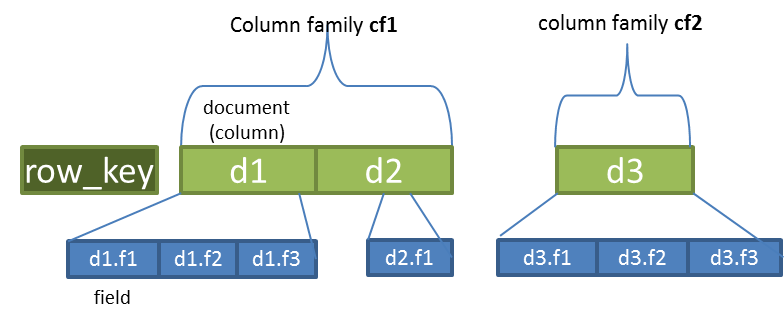 Column family cf1
column family cf2
document
(column)
row_key
d1
d2
d3
d1.f1
d1.f2
d1.f3
d2.f1
d3.f1
d3.f2
d3.f3
field